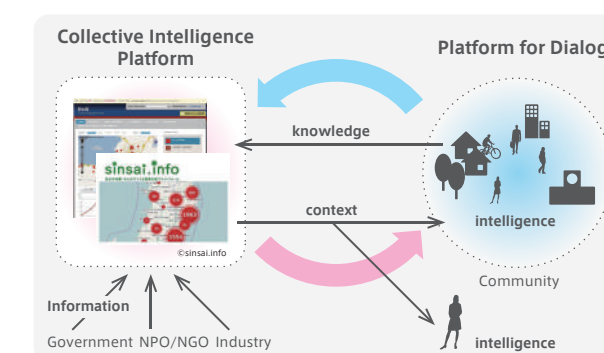 Collective Intelligence
Platform
Platform for Dialog
knowledge
sinsai.info
context
intelligence
©sinsai.info
Community
Information
Government NPO/NGO Industry
intelligence